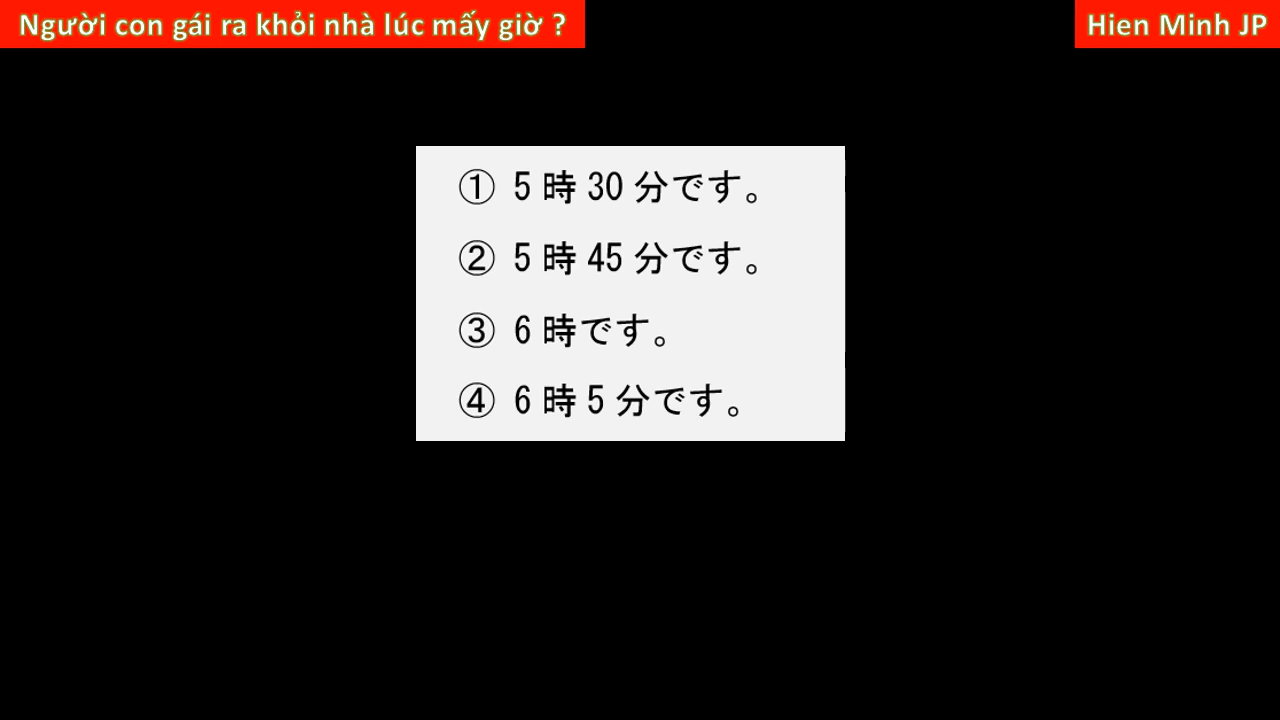 Người con gái ra khỏi nhà lúc mấy giờ ?
Hien Minh JP
① 5時30分です。
② 5時45分です。
③ 6時です。
④ 6時5分です。